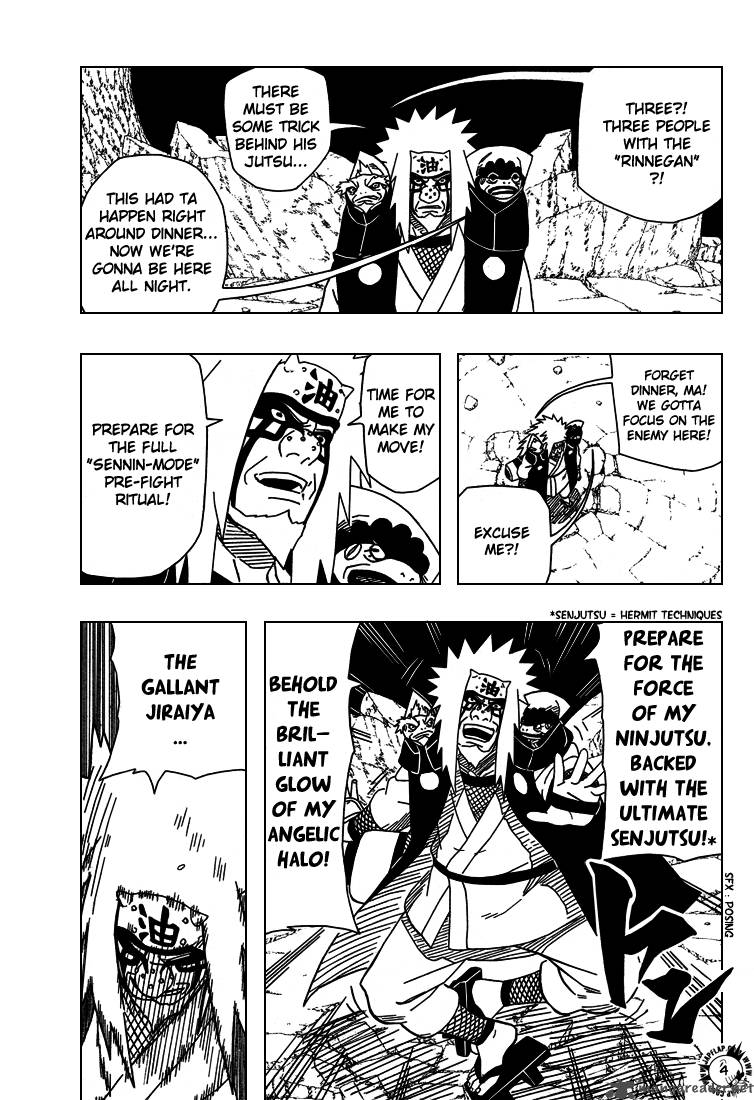 THREE?!
THREE PEOPLE
WITH THE
"RINNEGAN"
?!
THERE
MUST BE
SOME TRICK
BEHIND HIS
JUTSU...
油
THIS HAD TA
HAPPEN RIGHT
AROUND DINNER...
NOW WE'RE
GONNA BE HERE
ALL NIGHT.
FORGET
DINNER, MA!
WE GOTTA
FOCUS ON THE
ENEMY HERE!
EXCUSE
ME?!
TIME FOR
ME TO
MAKE MY
MOVE!
油
PREPARE FOR
THE FULL
"SENNIN-MODE"
PRE-FIGHT
RITUAL!
*SENJUTSU = HERMIT TECHNIQUES
PREPARE
FOR THE
FORCE
OF MY
NINJUTSU.
BACKED
WITH THE
ULTIMATE
SENJUTSU!*
油
BEHOLD
THE
BRIL-
LIANT
GLOW
OF MY
ANGELIC
HALO!
SFX : POSING
ドン
THE
GALLANT
JIRAIYA
...
油
4